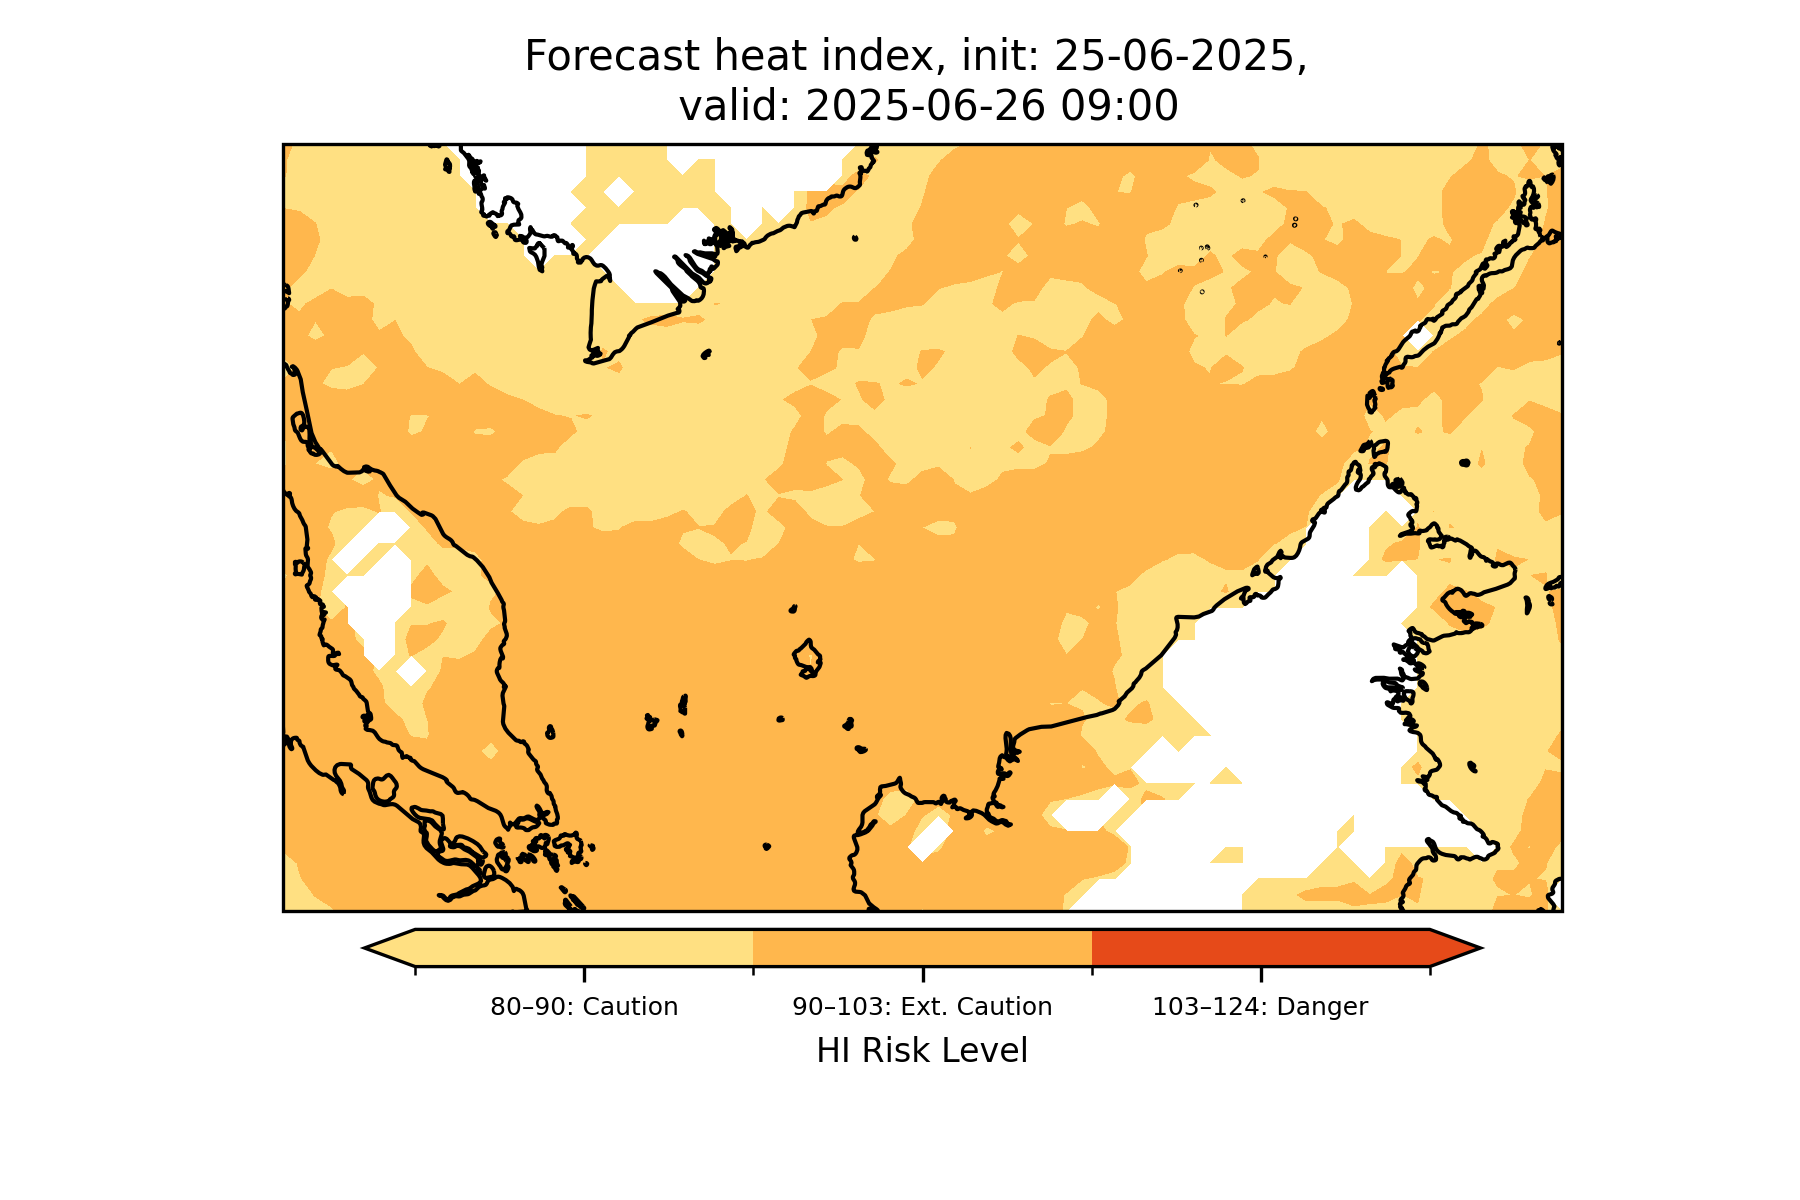 Forecast heat index, init: 25-06-2025,
valid: 2025-06-26 09:00
80–90: Caution
90–103: Ext. Caution
103–124: Danger
HI Risk Level